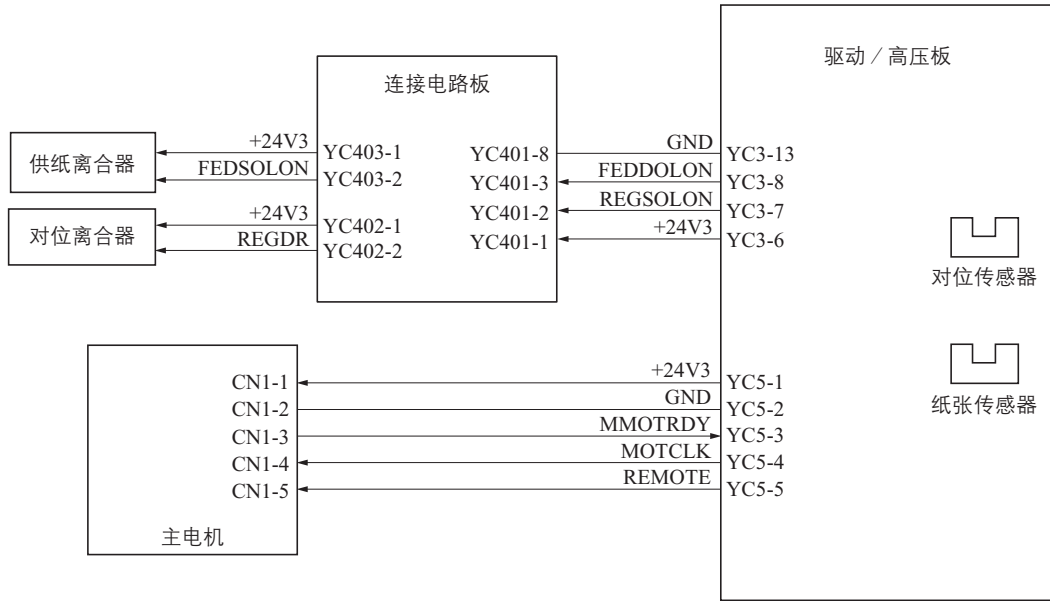 驱动／高压板
连接电路板
供纸离合器
+24V3
FEDSOLON
YC403-1
YC403-2
对位离合器
+24V3
REGDR
YC402-1
YC402-2
YC401-8
YC401-3
YC401-2
YC401-1
GND
FEDDOLON
REGSOLON
+24V3
YC3-13
YC3-8
YC3-7
YC3-6
对位传感器
纸张传感器
CN1-1
CN1-2
CN1-3
CN1-4
CN1-5
主电机
+24V3
GND
MMOTRDY
MOTCLK
REMOTE
YC5-1
YC5-2
YC5-3
YC5-4
YC5-5